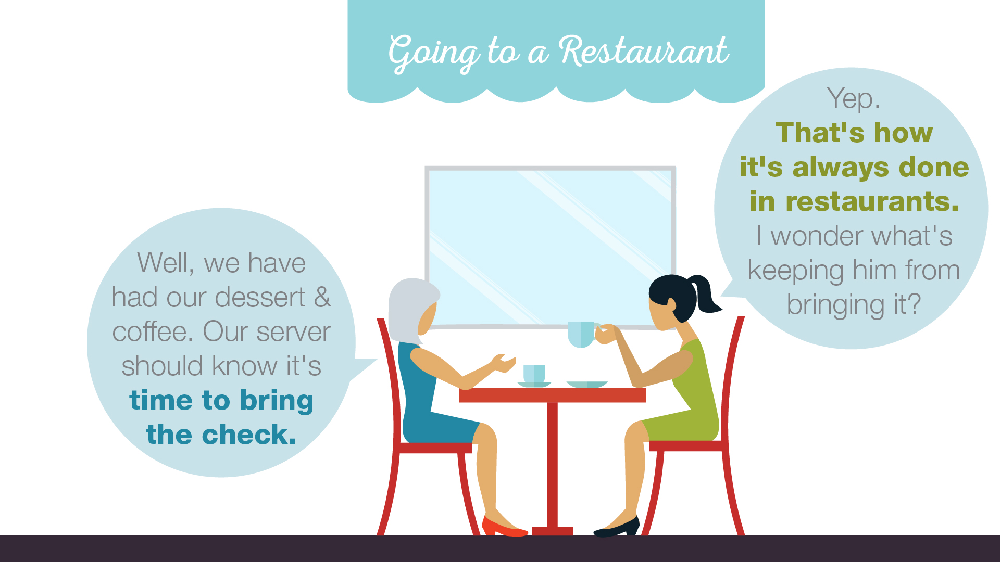 Going to a Restaurant
Well, we have
had our dessert &
coffee. Our server
should know it's
time to bring
the check.
Yep.
That's how
it's always done
in restaurants.
I wonder what's
keeping him from
bringing it?